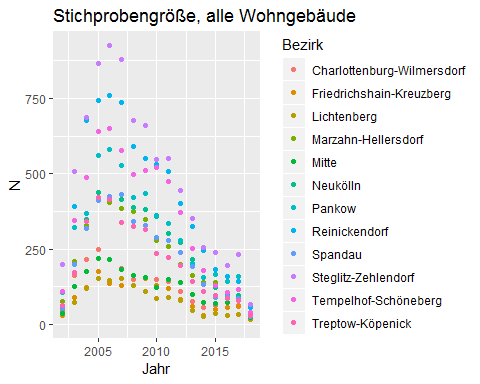 Stichprobengröße, alle Wohngebäude
Bezirk
Charlottenburg-Wilmersdorf
Friedrichshain-Kreuzberg
Lichtenberg
Marzahn-Hellersdorf
Mitte
Neukölln
Pankow
Reinickendorf
Spandau
Steglitz-Zehlendorf
Tempelhof-Schöneberg
Treptow-Köpenick
N
750
500
250
0
2005
2010
2015
Jahr